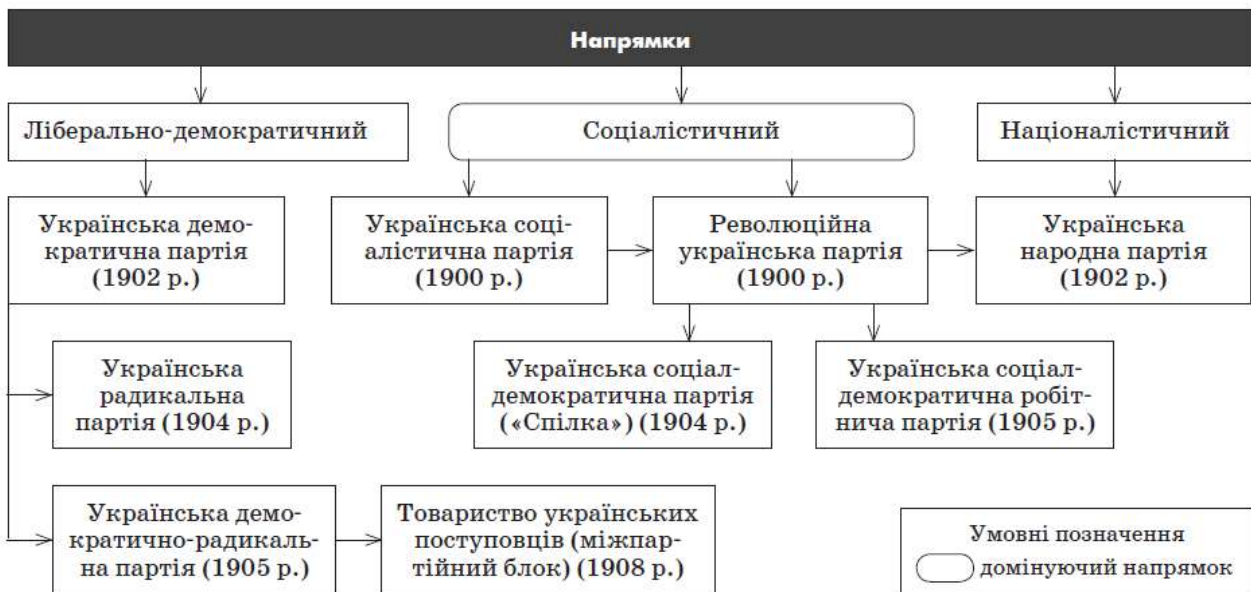 Напрямки
Ліберально-демократичний
Соціалістичний
Націоналістичний
Українська демо-
кратична партія
(1902 р.)
Українська соці-
алістична партія
(1900 р.)
Революційна
українська партія
(1900 р.)
Українська
народна партія
(1902 р.)
Українська
радикальна
партія (1904 р.)
Українська соціал-
демократична партія
(«Спілка») (1904 р.)
Українська соціал-
демократична робіт-
нича партія (1905 р.)
Українська демо-
кратично-радикаль-
на партія (1905 р.)
Товариство українських
поступовців (міжпар-
тійний блок) (1908 р.)
Умовні позначення
домінуючий напрямок